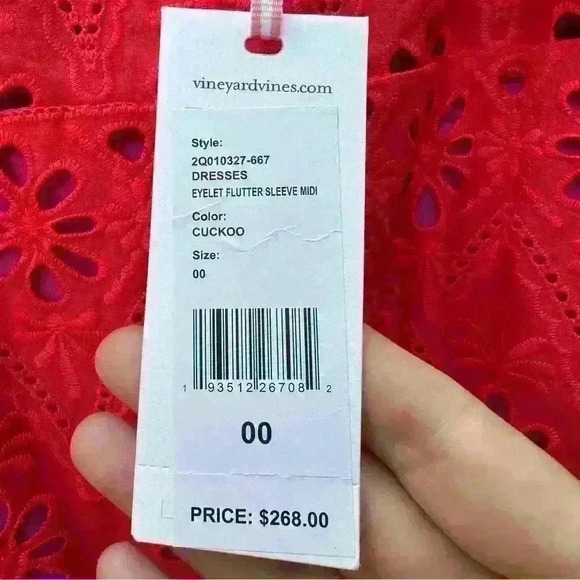 vineyardvines.com
Style:
2Q010327-667
DRESSES
EYELET FLUTTER SLEEVE MIDI
Color:
CUCKOO
Size:
00
1 93512 26708 2
00
PRICE: $268.00